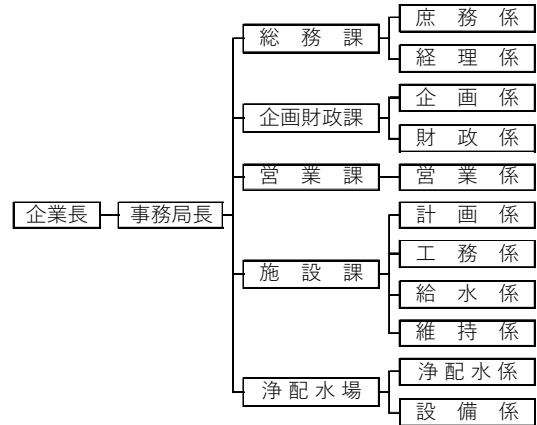 企業長
事務局長
総務課
庶務係
経理係
企画財政課
企画係
財政係
営業課
営業係
施設課
計画係
工務係
給水係
維持係
浄配水場
浄配水係
設備係